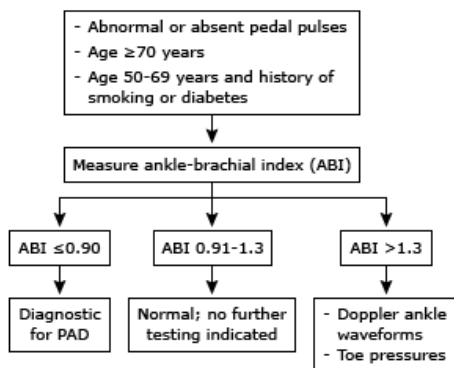 - Abnormal or absent pedal pulses
- Age ≥70 years
- Age 50-69 years and history of
smoking or diabetes
Measure ankle-brachial index (ABI)
ABI ≤0.90
ABI 0.91-1.3
ABI >1.3
Diagnostic
for PAD
Normal; no further
testing indicated
- Doppler ankle
waveforms
- Toe pressures